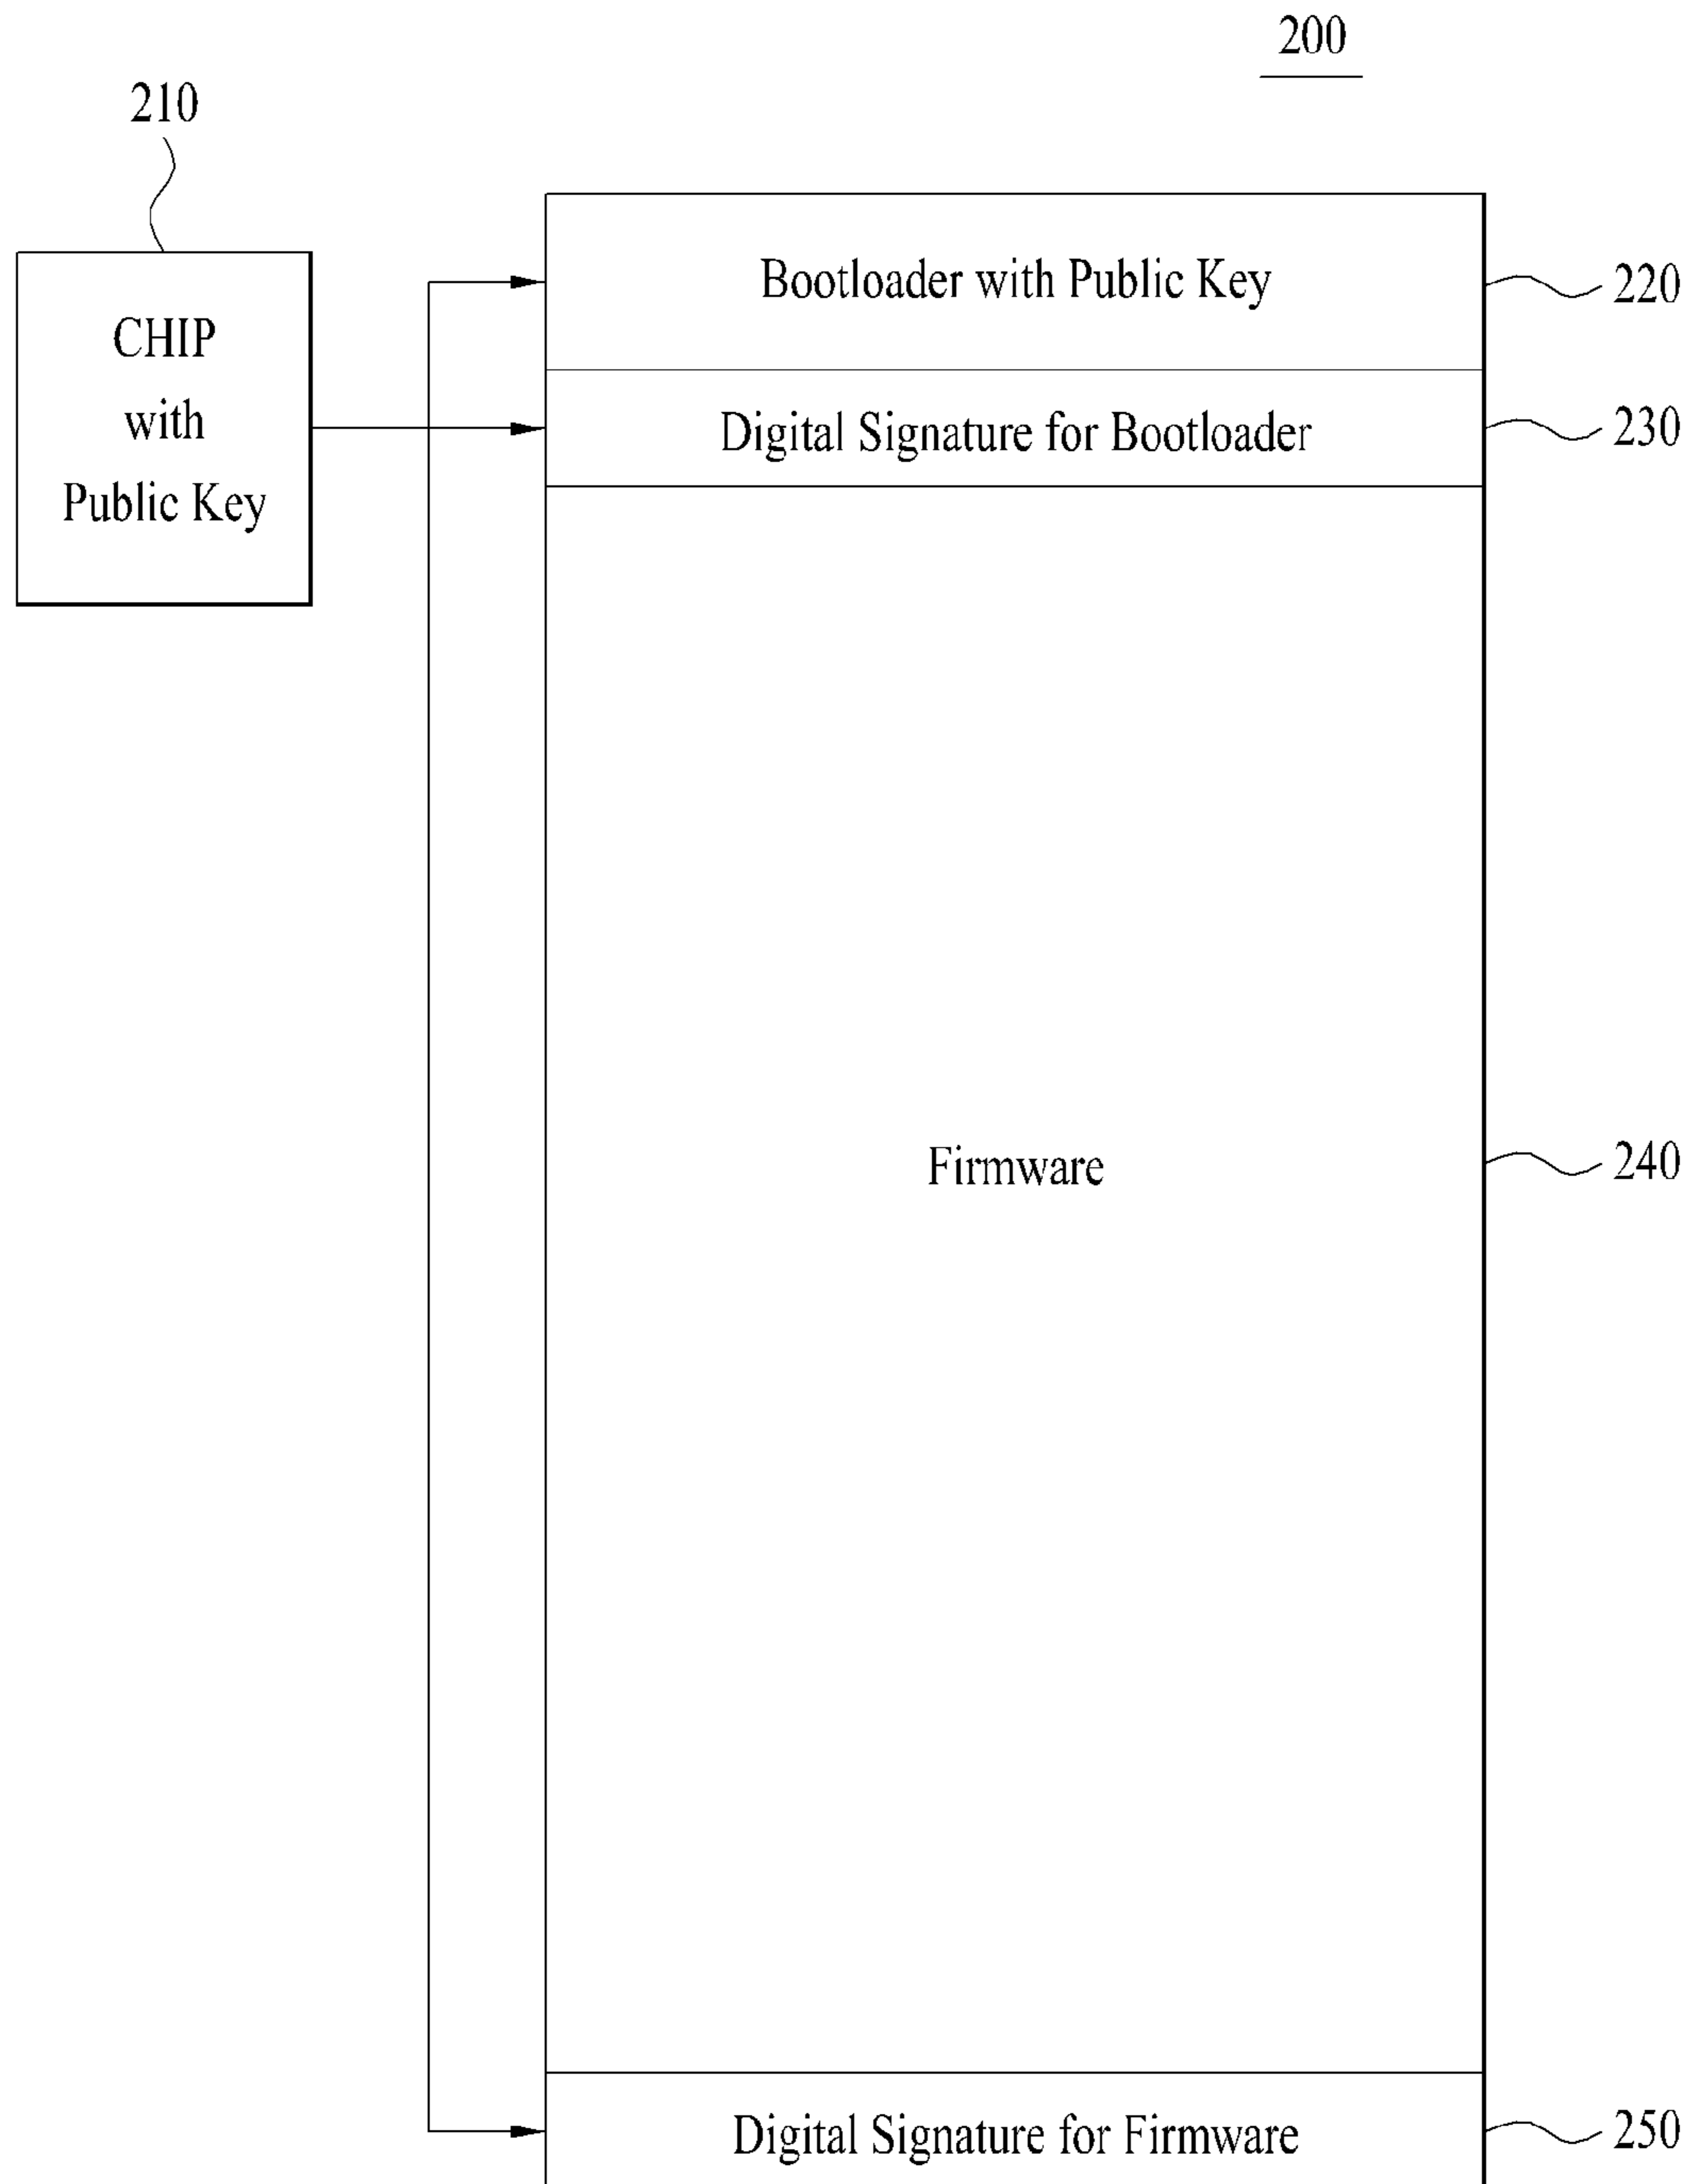 200
210
CHIP
with
Public Key
Bootloader with Public Key
220
Digital Signature for Bootloader
230
Firmware
240
Digital Signature for Firmware
250